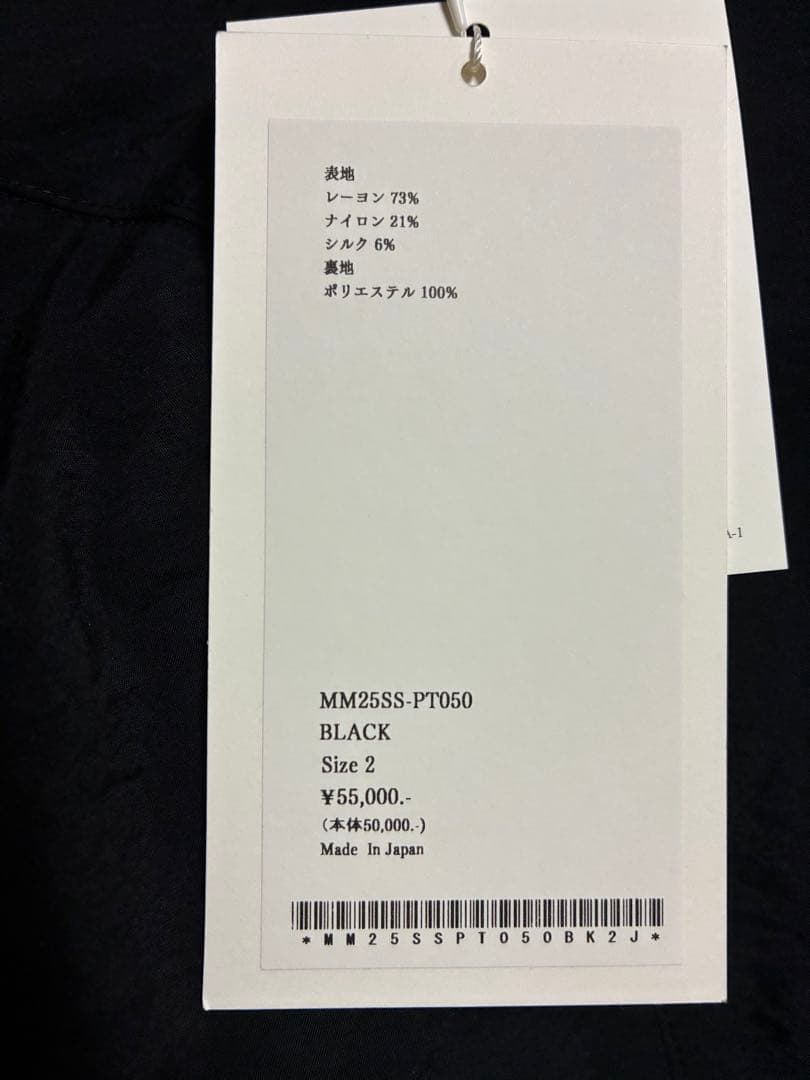 表地
レーヨン 73%
ナイロン 21%
シルク 6%
裏地
ポリエステル 100%
A-1
MM25SS-PT050
BLACK
Size 2
¥55,000.-
(本体50,000.-)
Made In Japan
*MM25SSPT050BK2J*